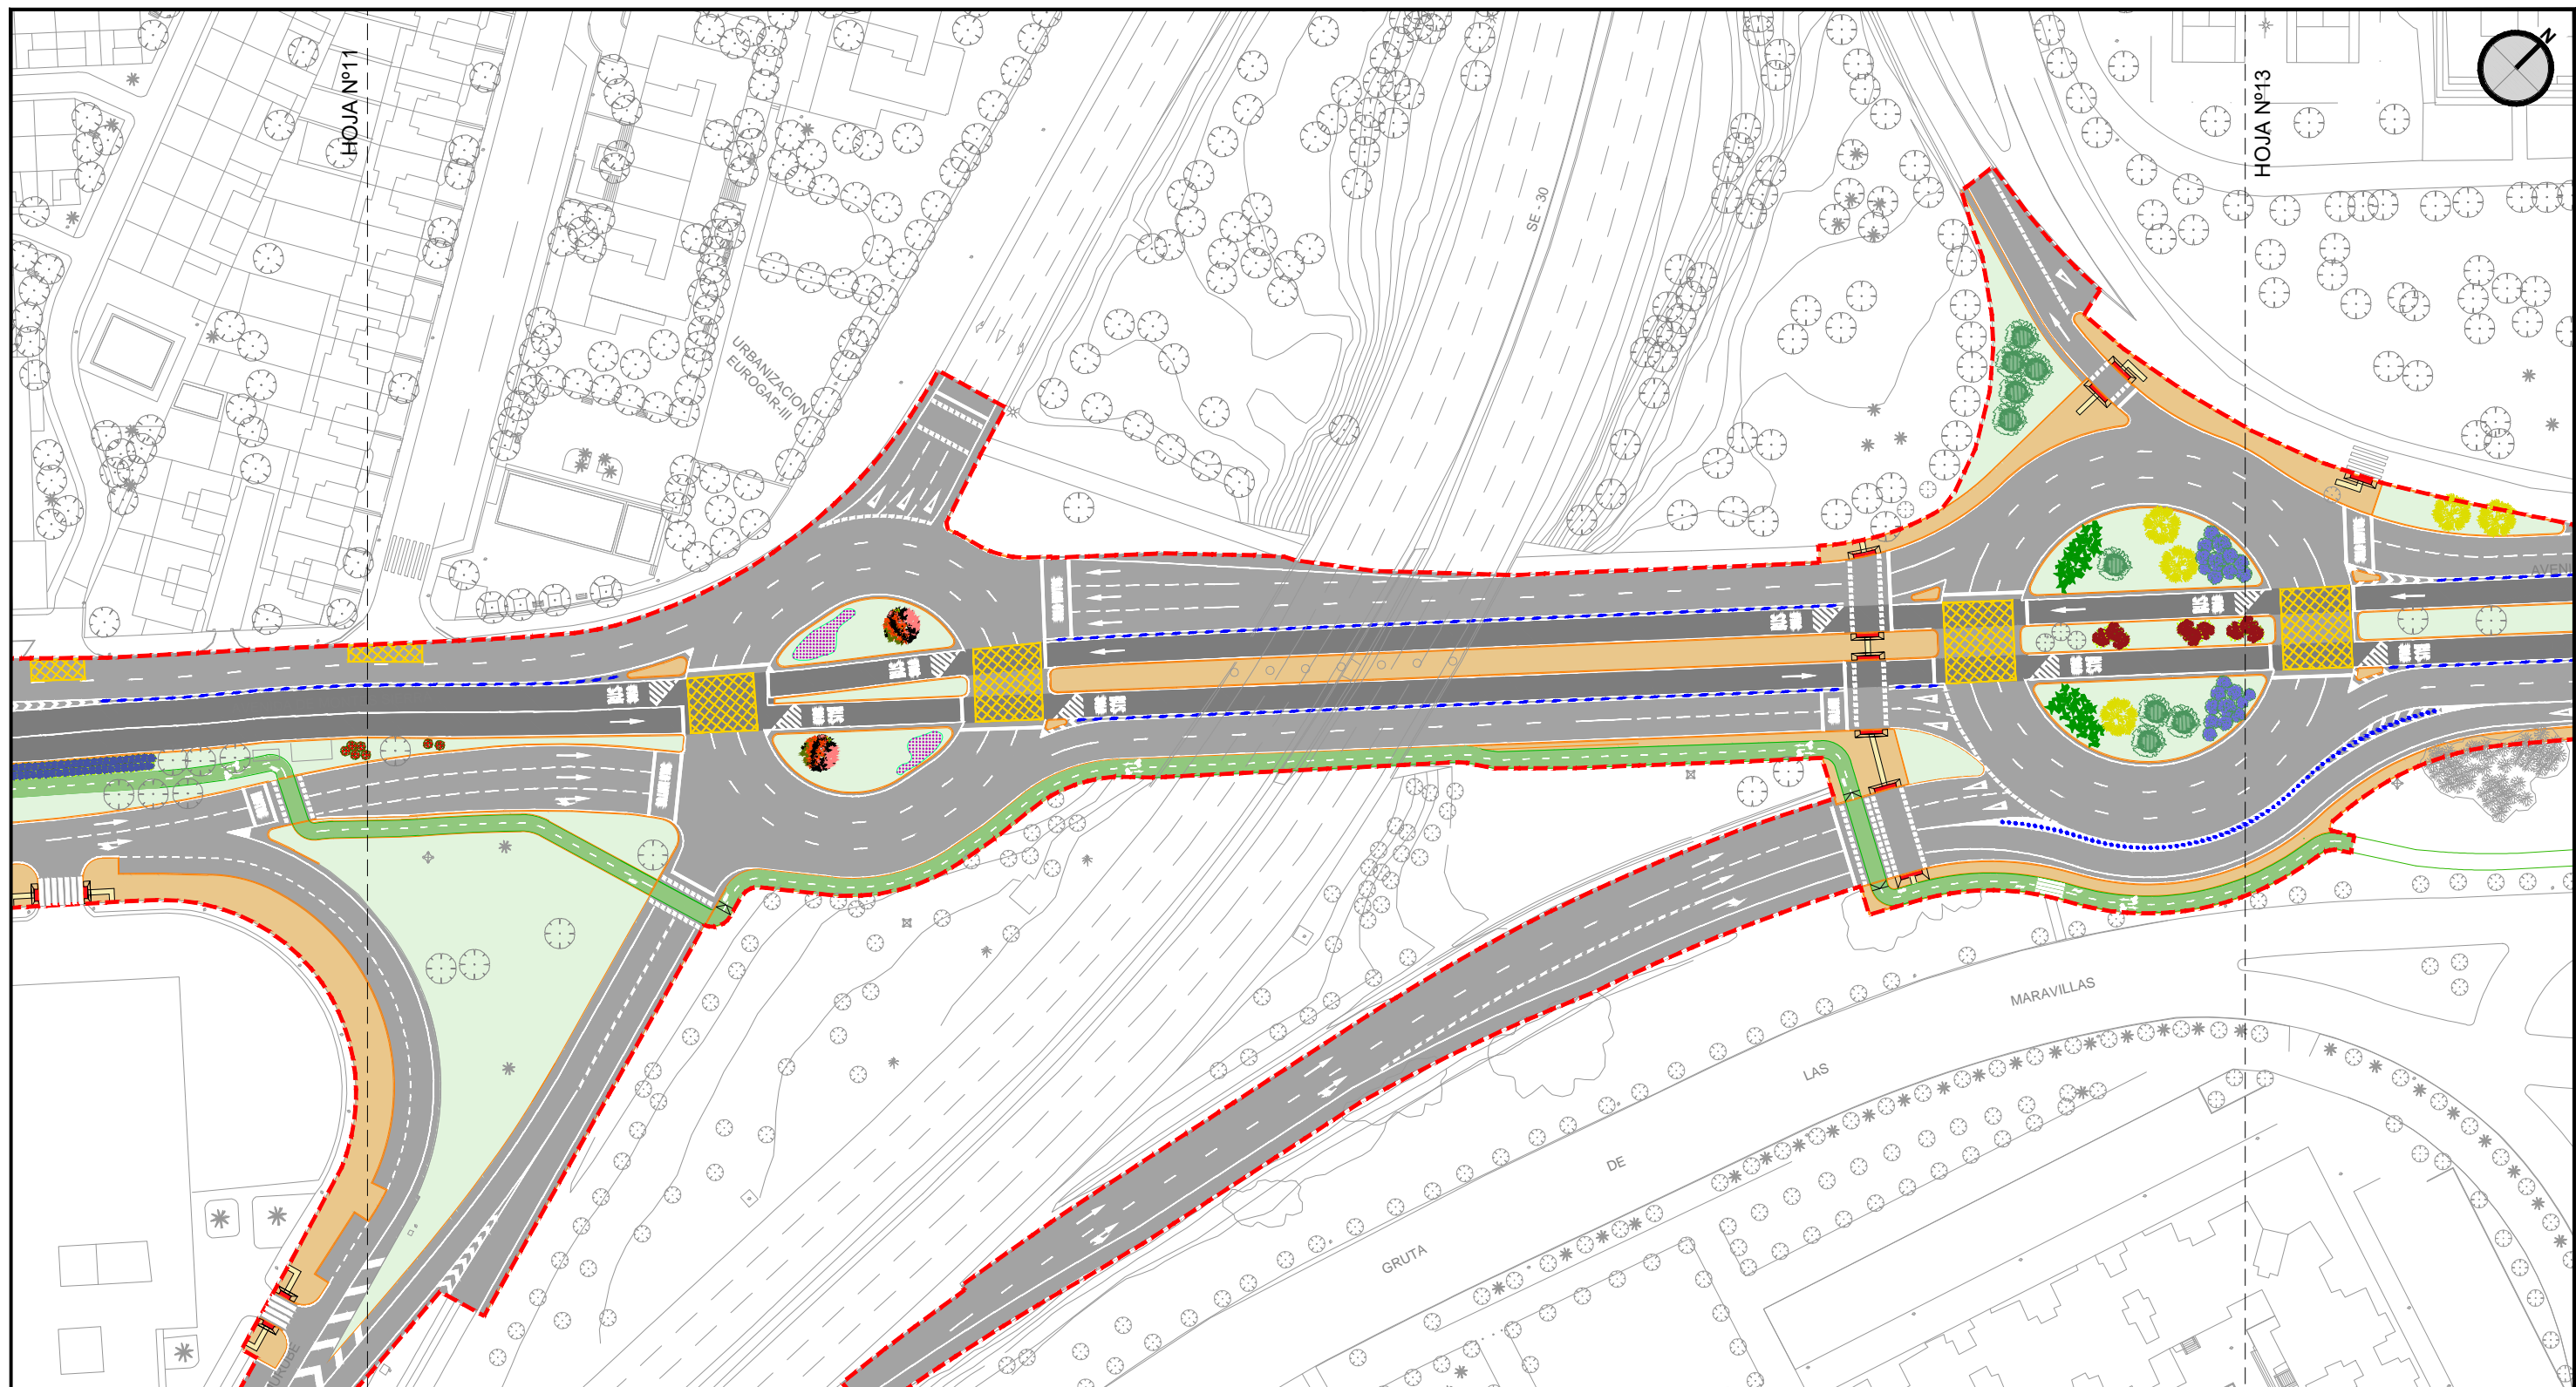 HOJA Nº11
HOJA Nº13
N
SE - 30
URBANIZACION
EUROGAR-III
AVENI
MARAVILLAS
LAS
DE
GRUTA